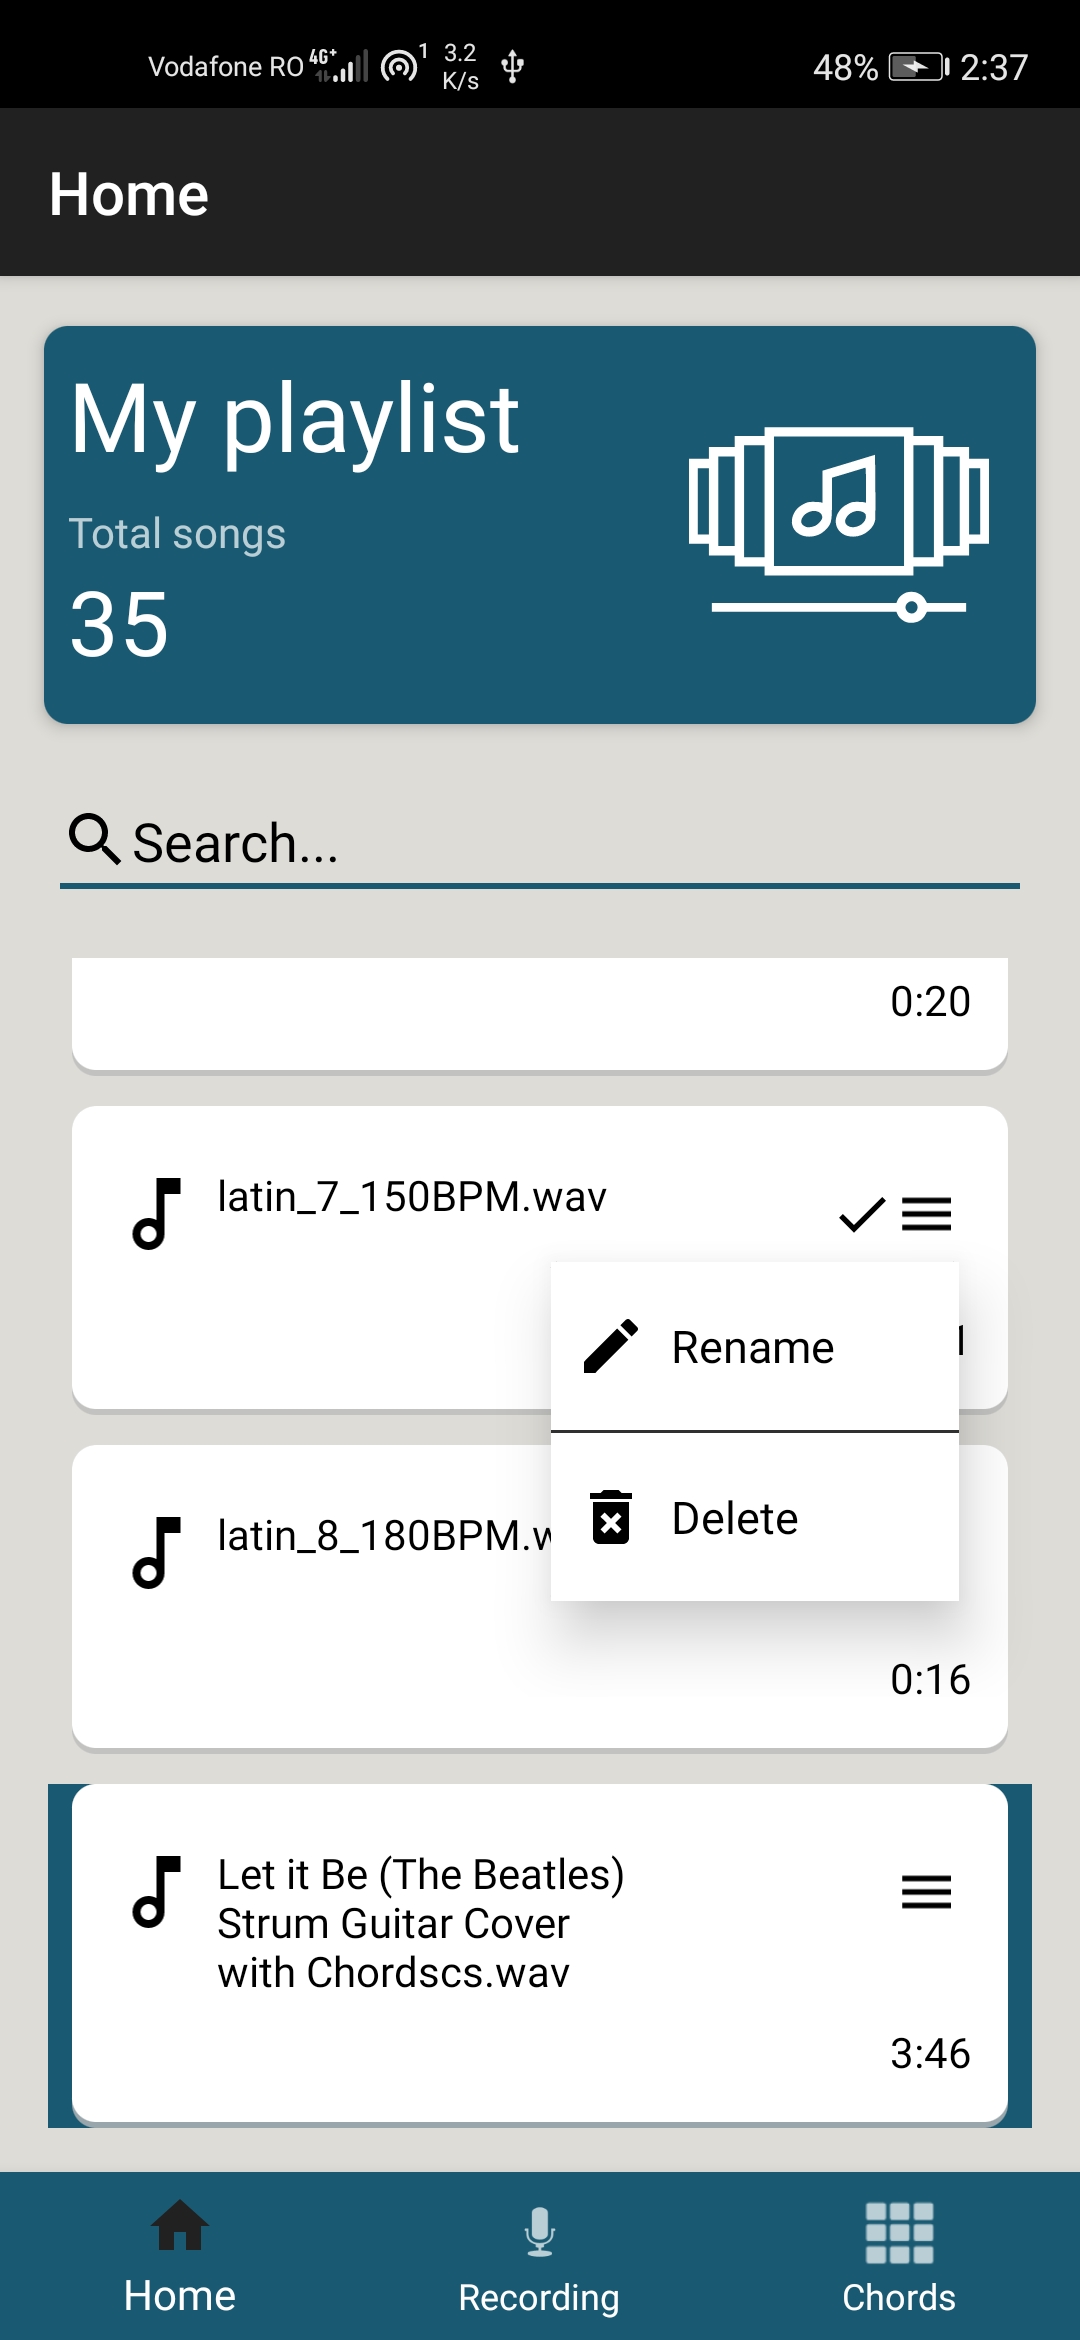 Vodafone RO 4G+ 1 3.2 K/s 48% 2:37
Home
My playlist
Total songs
35
Search...
0:20
latin_7_150BPM.wav
Rename
Delete
latin_8_180BPM.
0:16
Let it Be (The Beatles)
Strum Guitar Cover
with Chordscs.wav
3:46
Home
Recording
Chords